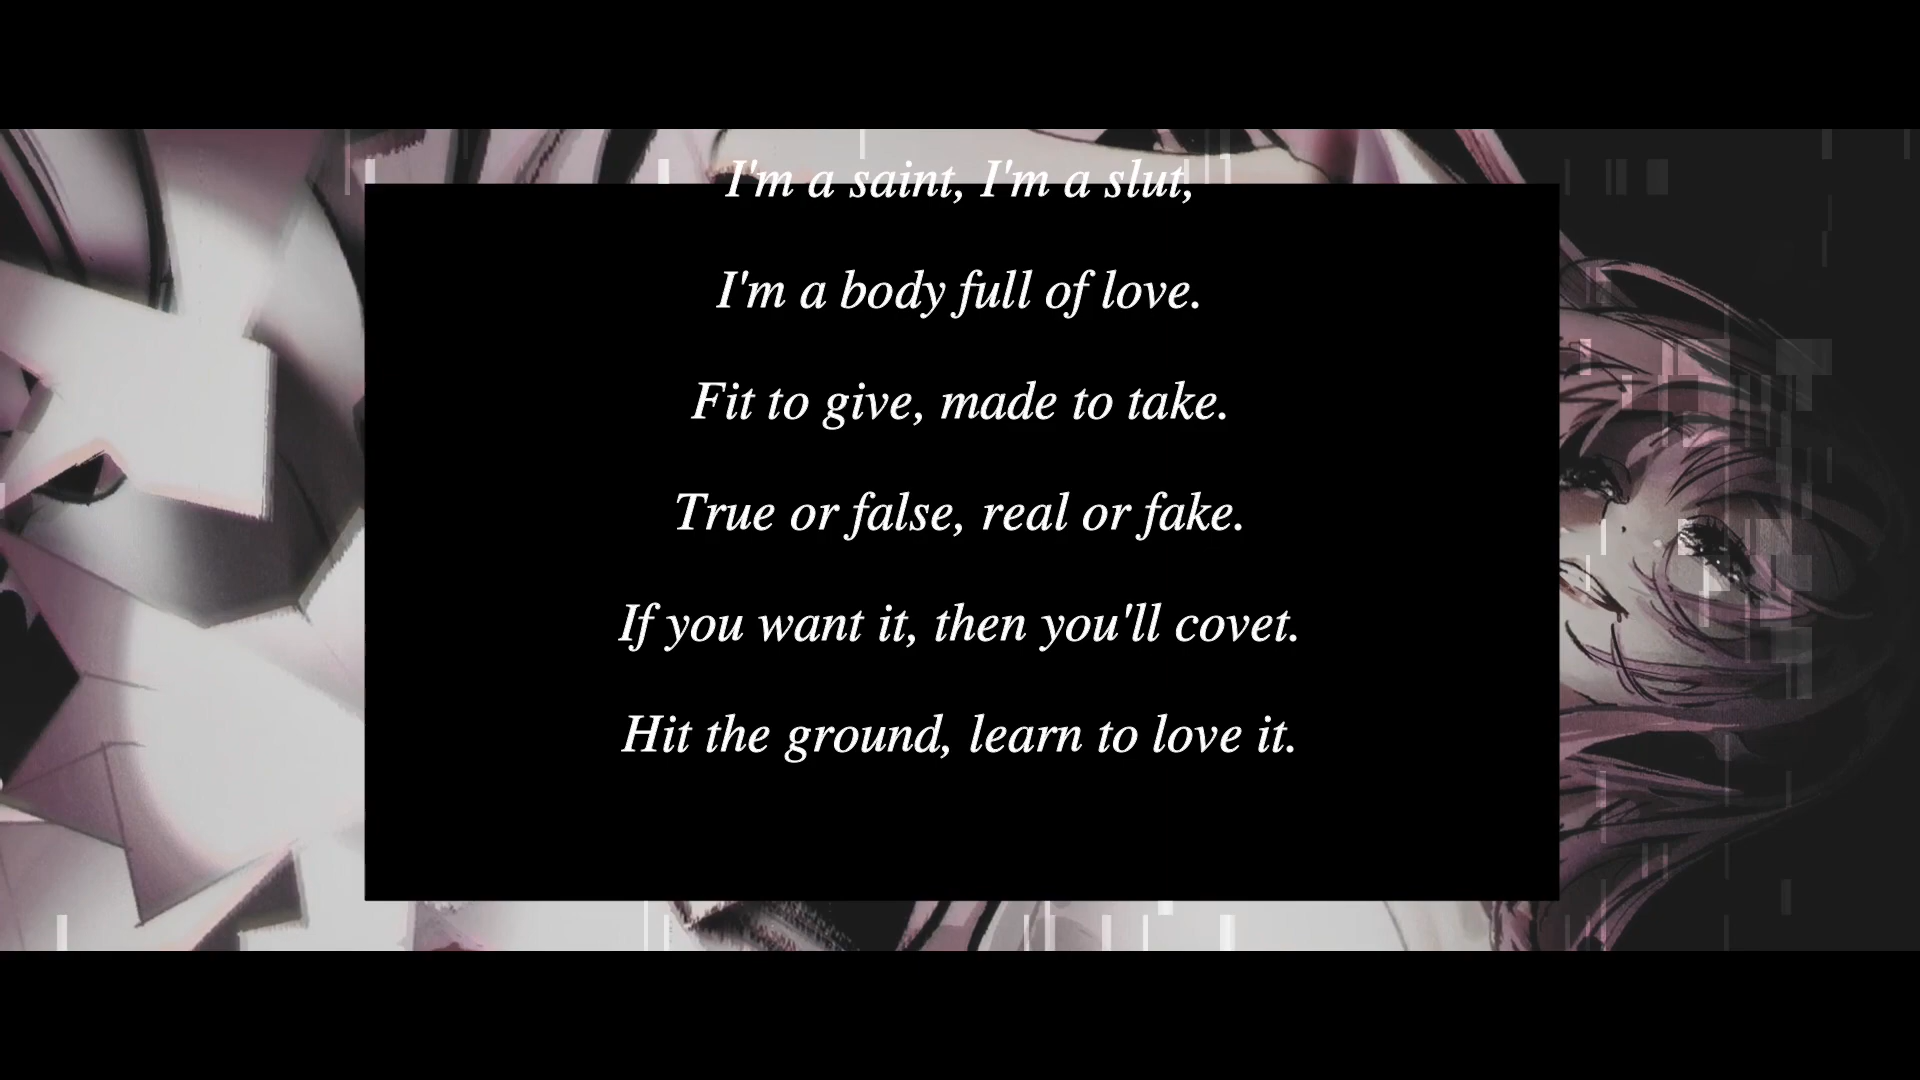 I'm a saint, I'm a slut,
I'm a body full of love.
Fit to give, made to take.
True or false, real or fake.
If you want it, then you'll covet.
Hit the ground, learn to love it.